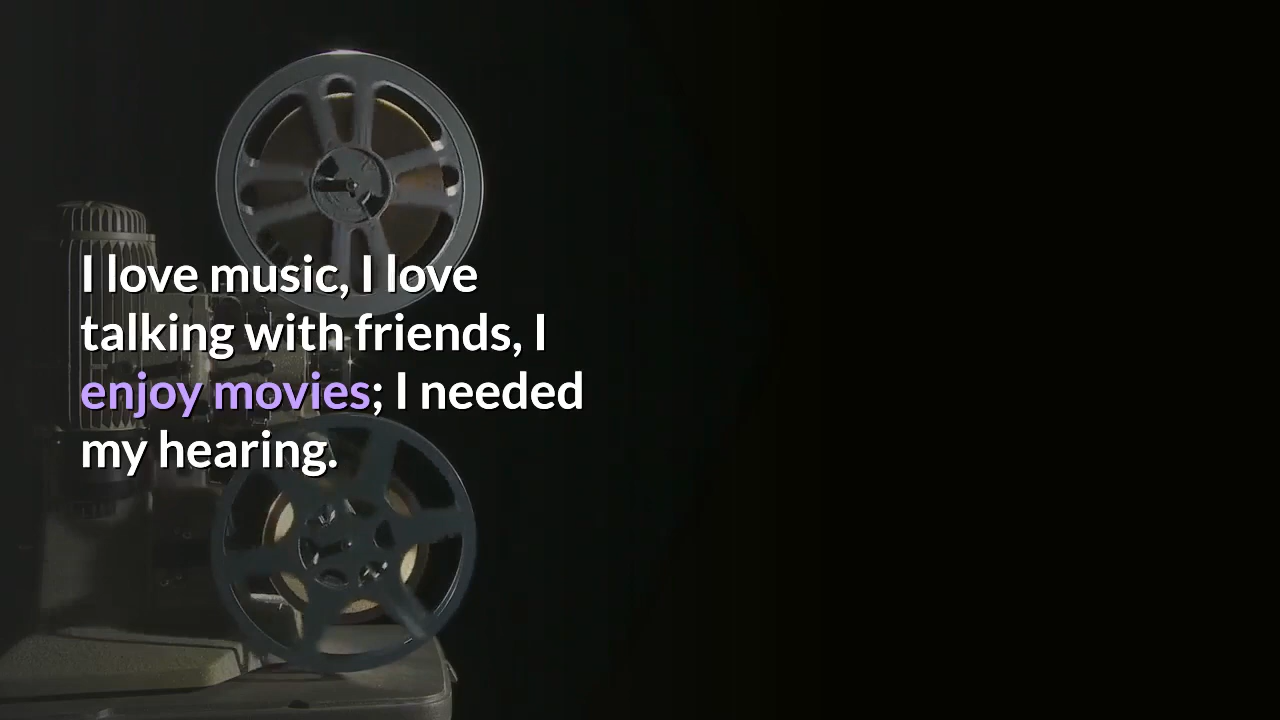 I love music, I love
talking with friends, I
enjoy movies; I needed
my hearing.